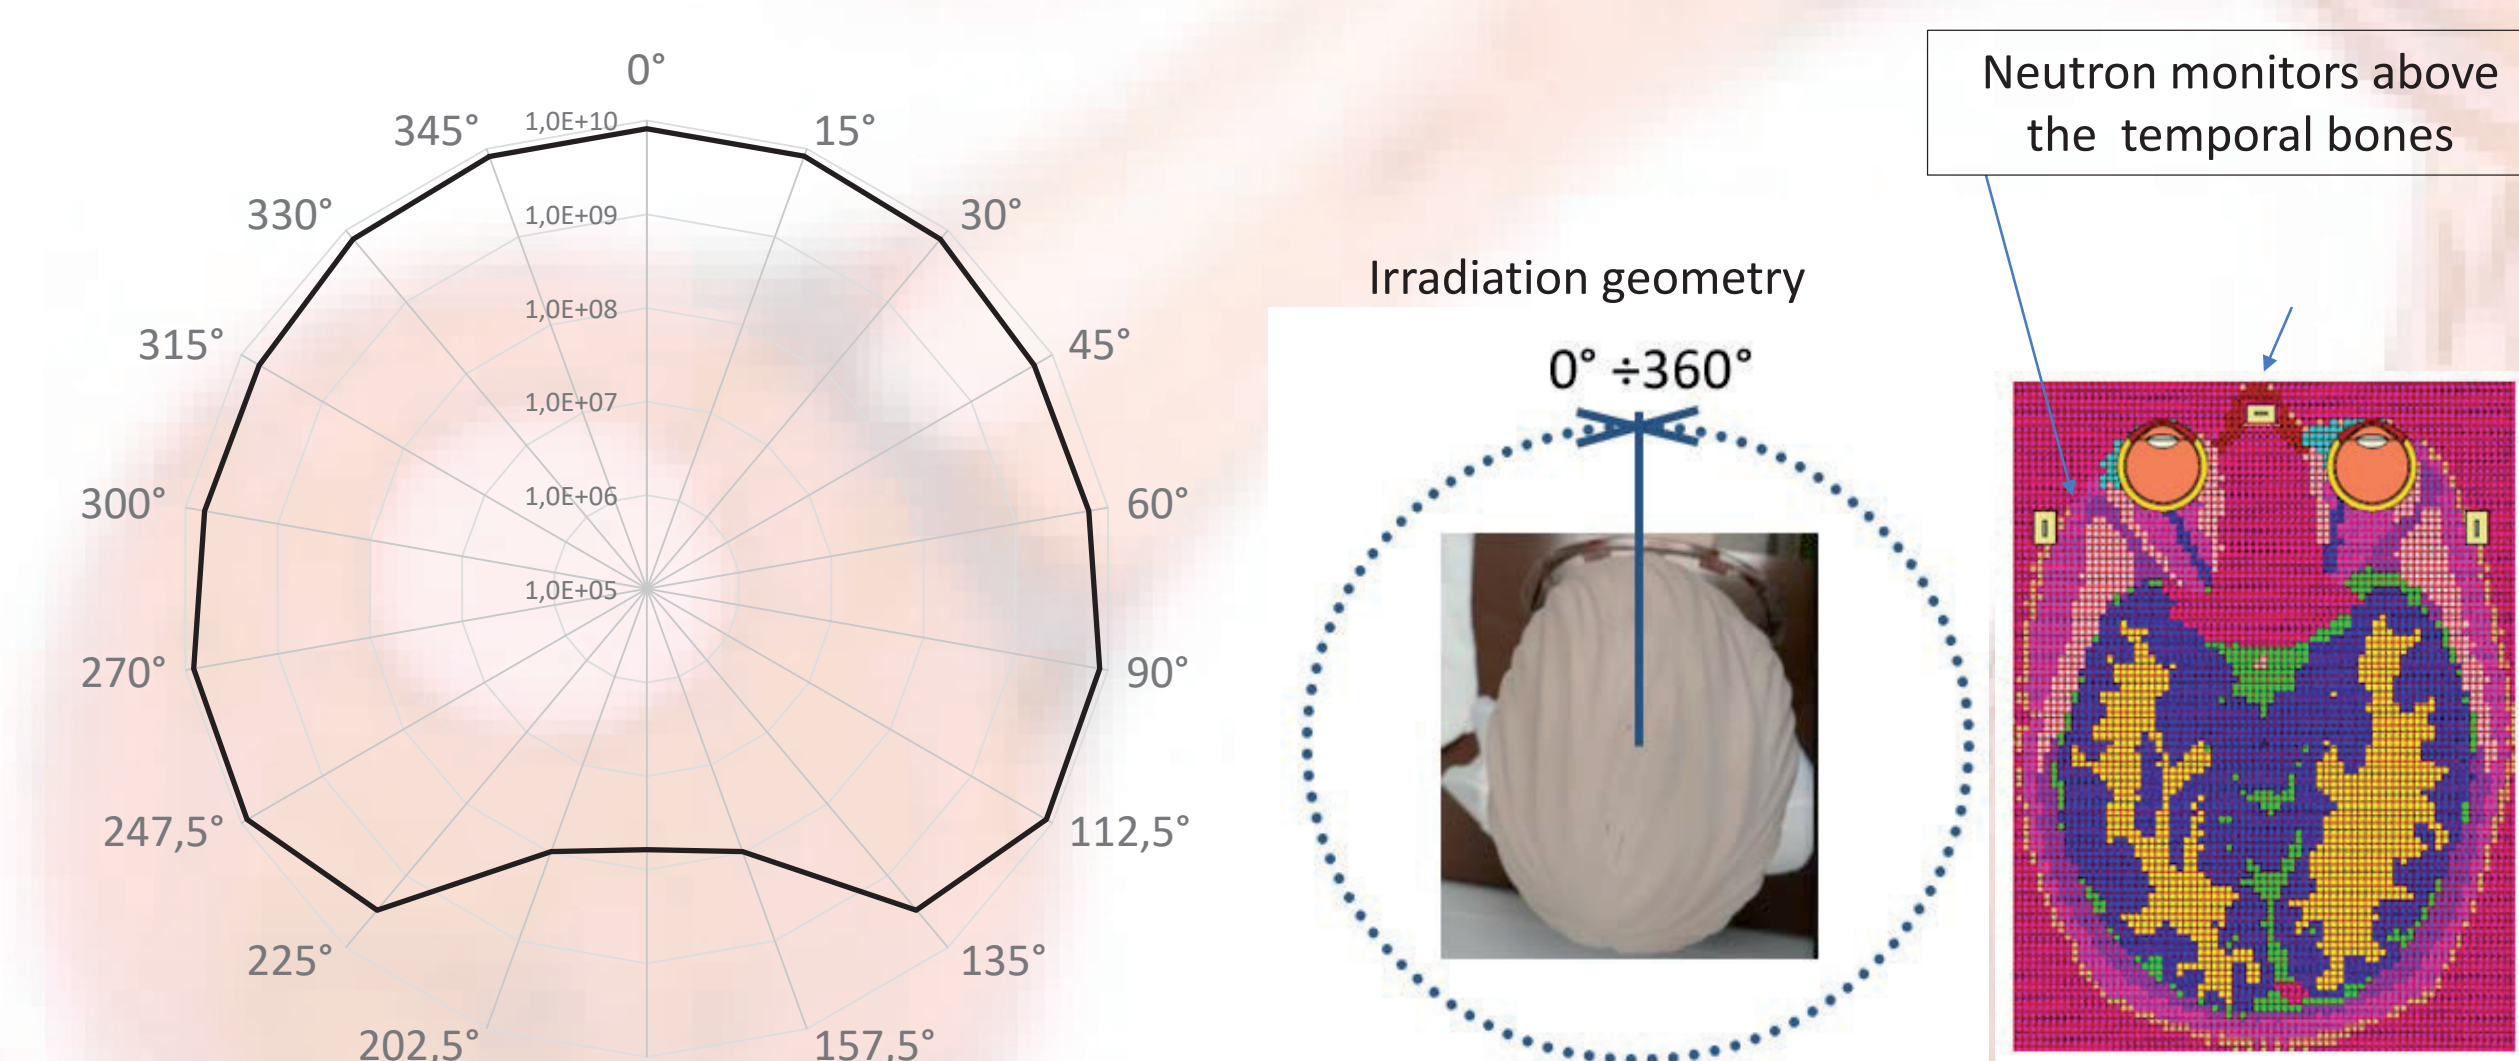 0°
345°
1,0E+10
15°
330°
1,0E+09
30°
1,0E+08
315°
45°
1,0E+07
300°
1,0E+06
60°
1,0E+05
270°
90°
247,5°
112,5°
225°
135°
202,5°
157,5°
Irradiation geometry
0° ÷360°
Neutron monitors above
the temporal bones